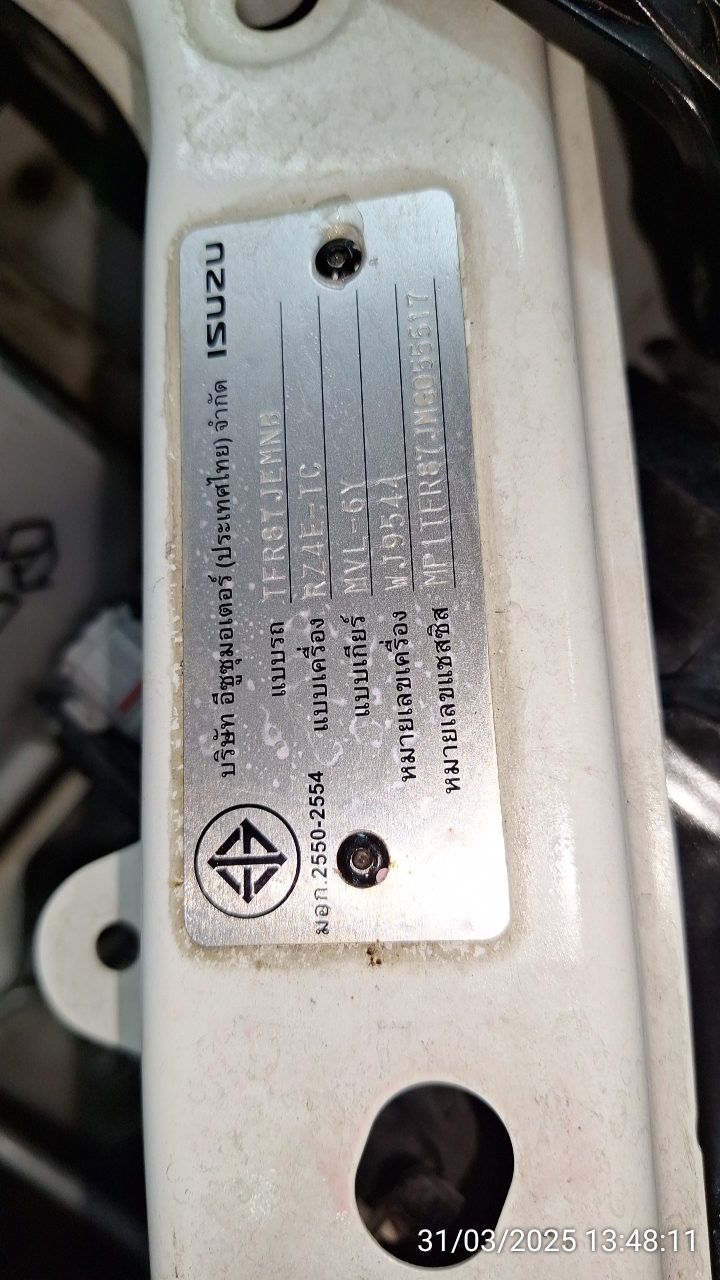 บริษัท อีซูซุมอเตอร์ (ประเทศไทย) จำกัด ISUZU
แบบรถ TFR87JEMNB
แบบเครื่อง RZ4E-TC
แบบเกียร์ MVL-6Y
หมายเลขเครื่อง WJ9544
หมายเลขแชสซิส MP1TFR87JNG055517
มอก.2550-2554
31/03/2025 13:48:11